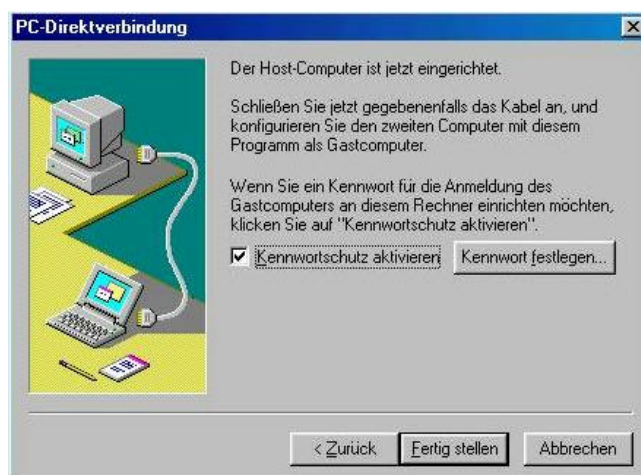 PC-Direktverbindung
Der Host-Computer ist jetzt eingerichtet.
Schließen Sie jetzt gegebenenfalls das Kabel an, und
konfigurieren Sie den zweiten Computer mit diesem
Programm als Gastcomputer.
Wenn Sie ein Kennwort für die Anmeldung des
Gastcomputers an diesem Rechner einrichten möchten,
klicken Sie auf "Kennwortschutz aktivieren".
Kennwortschutz aktivieren
Kennwort festlegen...
< Zurück
Fertig stellen
Abbrechen